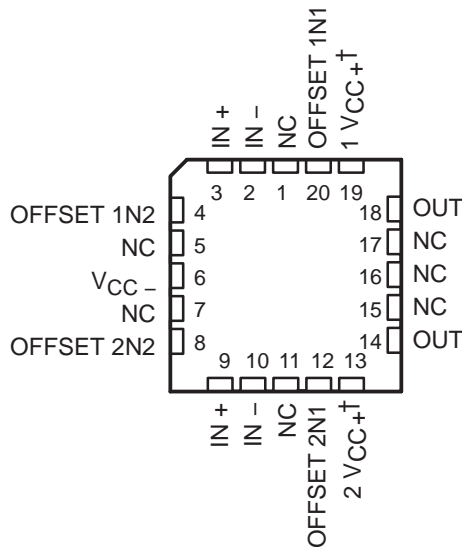 IN +
IN –
NC
OFFSET 1N1
1 VCC+†
3
2
1
20
19
OFFSET 1N2
4
18
OUT
NC
5
17
NC
VCC –
6
16
NC
NC
7
15
NC
OFFSET 2N2
8
14
OUT
9
10
11
12
13
IN +
IN –
NC
OFFSET 2N1
2 VCC+†